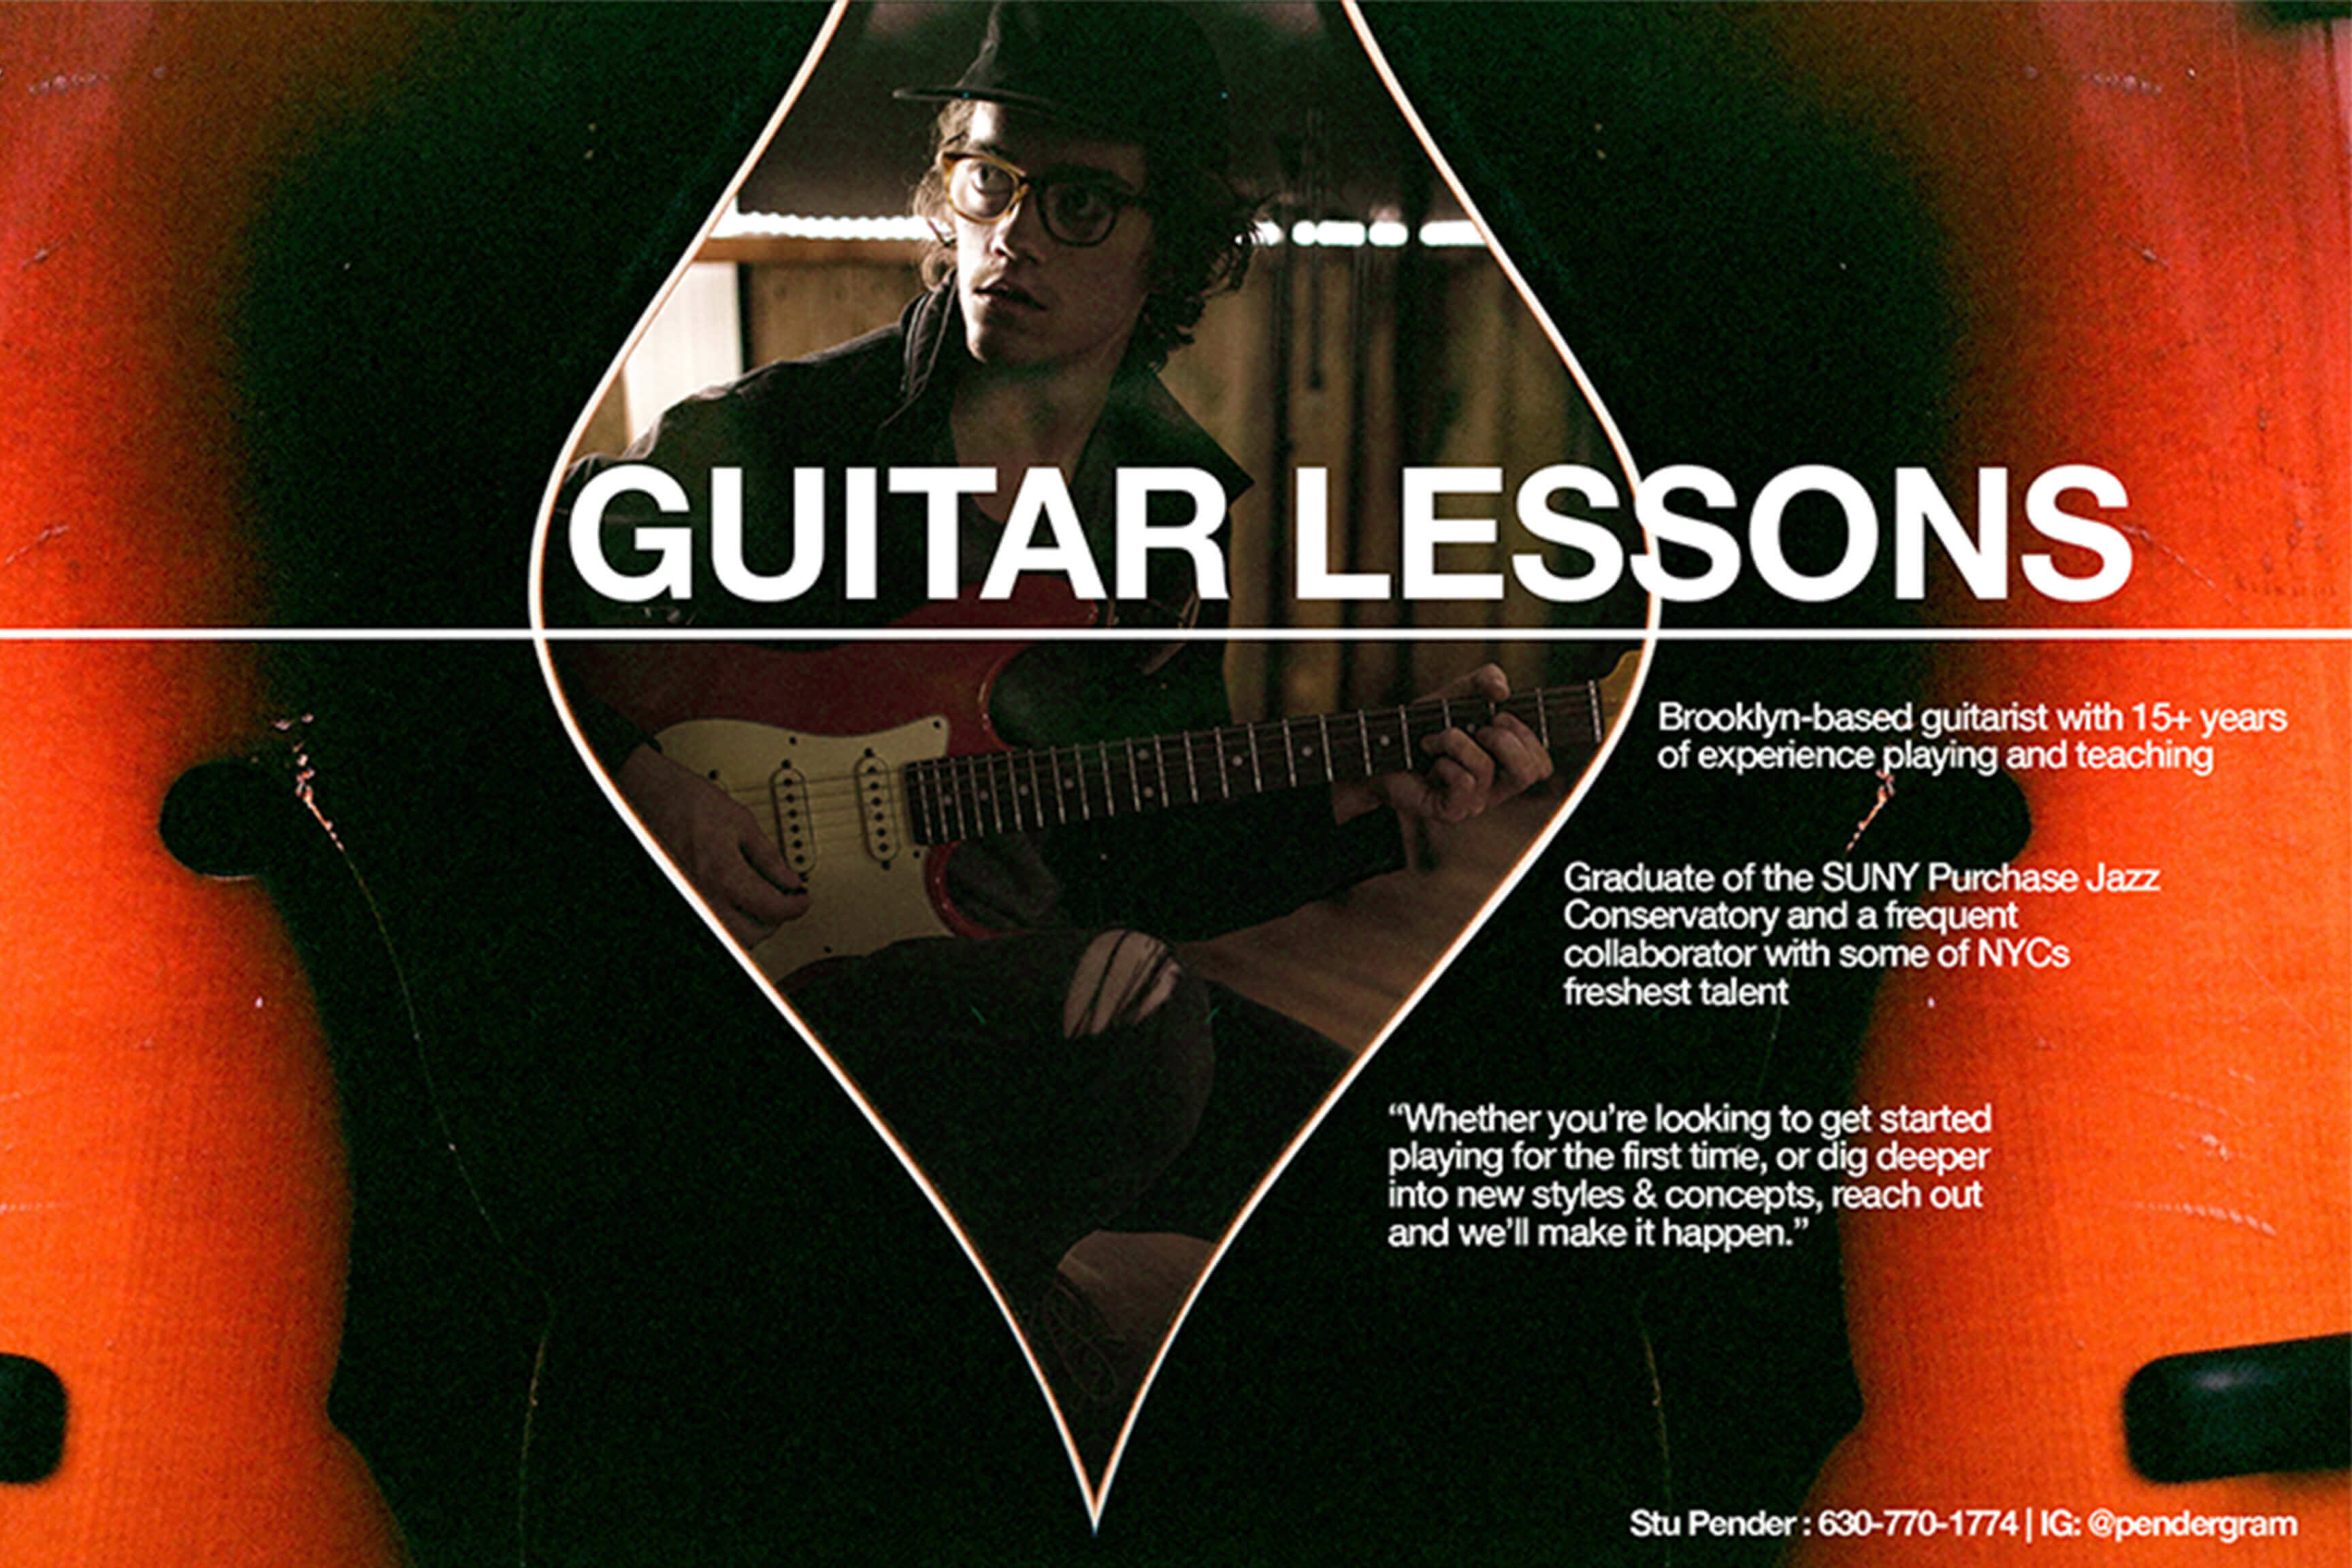 GUITAR LESSONS
Brooklyn-based guitarist with 15+ years
of experience playing and teaching
Graduate of the SUNY Purchase Jazz
Conservatory and a frequent
collaborator with some of NYCs
freshest talent
“Whether you’re looking to get started
playing for the first time, or dig deeper
into new styles & concepts, reach out
and we’ll make it happen.”
Stu Pender : 630-770-1774 | IG: @pendergram